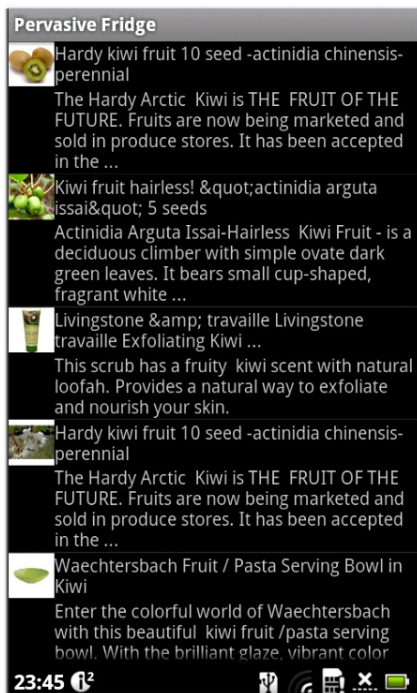 Pervasive Fridge
Hardy kiwi fruit 10 seed -actinidia chinensis-
perennial
The Hardy Arctic  Kiwi is THE  FRUIT OF THE
FUTURE. Fruits are now being marketed and
sold in produce stores. It has been accepted
in the ...
Kiwi fruit hairless! &quot;actinidia arguta
issai&quot; 5 seeds
Actinidia Arguta Issai-Hairless  Kiwi Fruit - is a
deciduous climber with simple ovate dark
green leaves. It bears small cup-shaped,
fragrant white ...
Livingstone &amp; travaille Livingstone
travaille Exfoliating Kiwi ...
This scrub has a fruity  kiwi scent with natural
loofah. Provides a natural way to exfoliate
and nourish your skin.
Hardy kiwi fruit 10 seed -actinidia chinensis-
perennial
The Hardy Arctic  Kiwi is THE  FRUIT OF THE
FUTURE. Fruits are now being marketed and
sold in produce stores. It has been accepted
in the ...
Waechtersbach Fruit / Pasta Serving Bowl in
Kiwi
Enter the colorful world of Waechtersbach
with this beautiful  kiwi fruit /pasta serving
bowl. With the brilliant glaze, vibrant color
23:45